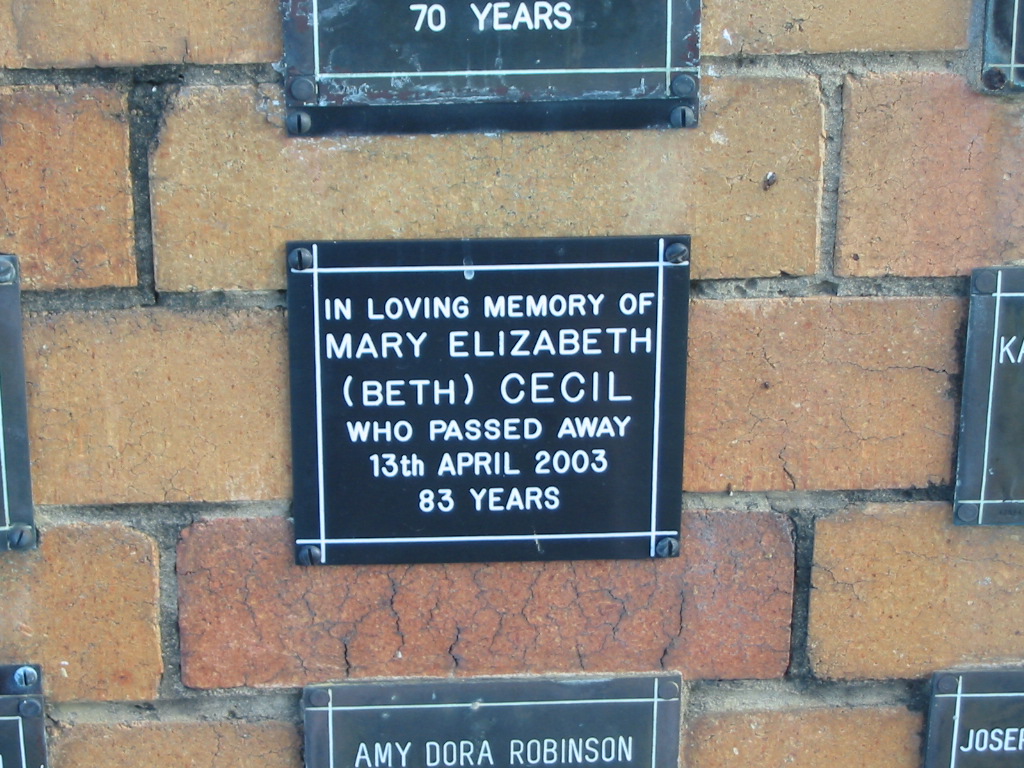 70 YEARS
IN LOVING MEMORY OF
MARY ELIZABETH
(BETH) CECIL
WHO PASSED AWAY
13th APRIL 2003
83 YEARS
AMY DORA ROBINSON